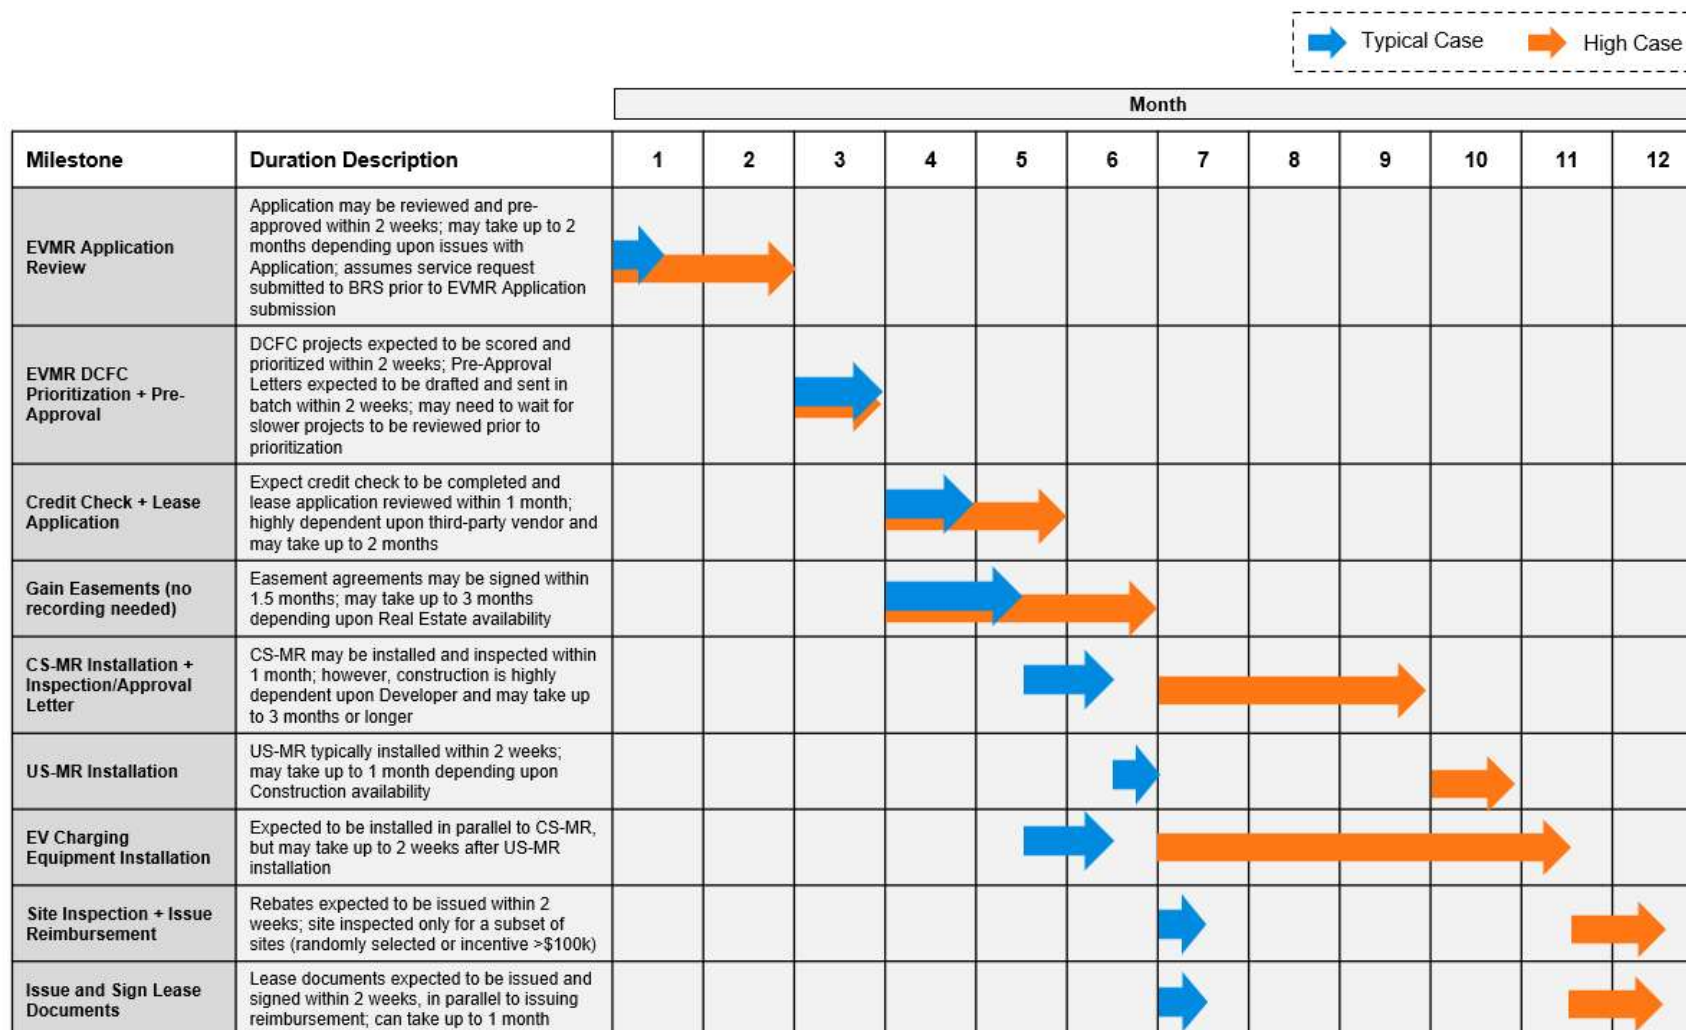 Typical Case High Case
Month
Milestone Duration Description 1 2 3 4 5 6 7 8 9 10 11 12
EVMR Application
Review
Application may be reviewed and pre-
approved within 2 weeks; may take up to 2
months depending upon issues with
Application; assumes service request
submitted to BRS prior to EVMR Application
submission
EVMR DCFC
Prioritization + Pre-
Approval
DCFC projects expected to be scored and
prioritized within 2 weeks; Pre-Approval
Letters expected to be drafted and sent in
batch within 2 weeks; may need to wait for
slower projects to be reviewed prior to
prioritization
Credit Check + Lease
Application
Expect credit check to be completed and
lease application reviewed within 1 month;
highly dependent upon third-party vendor and
may take up to 2 months
Gain Easements (no
recording needed)
Easement agreements may be signed within
1.5 months; may take up to 3 months
depending upon Real Estate availability
CS-MR Installation +
Inspection/Approval
Letter
CS-MR may be installed and inspected within
1 month; however, construction is highly
dependent upon Developer and may take up
to 3 months or longer
US-MR Installation
US-MR typically installed within 2 weeks;
may take up to 1 month depending upon
Construction availability
EV Charging
Equipment Installation
Expected to be installed in parallel to CS-MR,
but may take up to 2 weeks after US-MR
installation
Site Inspection + Issue
Reimbursement
Rebates expected to be issued within 2
weeks; site inspected only for a subset of
sites (randomly selected or incentive >$100k)
Issue and Sign Lease
Documents
Lease documents expected to be issued and
signed within 2 weeks, in parallel to issuing
reimbursement; can take up to 1 month